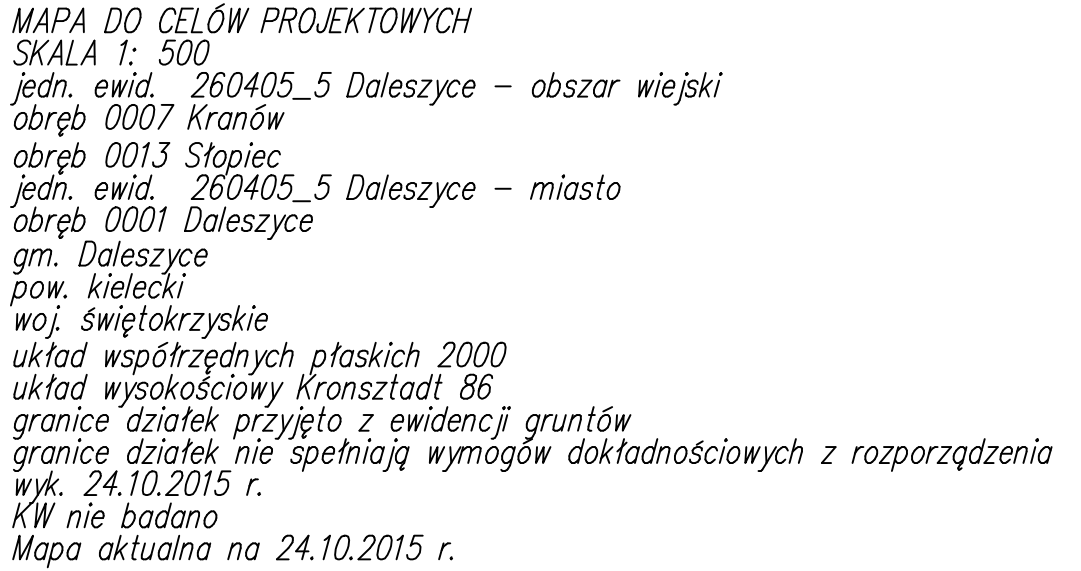 MAPA DO CELÓW PROJEKTOWYCH
SKALA 1: 500
jedn. ewid. 260405_5 Daleszyce – obszar wiejski
obręb 0007 Kranów
obręb 0013 Słopiec
jedn. ewid. 260405_5 Daleszyce – miasto
obręb 0001 Daleszyce
gm. Daleszyce
pow. kielecki
woj. świętokrzyskie
układ współrzędnych płaskich 2000
układ wysokościowy Kronsztadt 86
granice działek przyjęto z ewidencji gruntów
granice działek nie spełniają wymogów dokładnościowych z rozporządzenia
wyk. 24.10.2015 r.
KW nie badano
Mapa aktualna na 24.10.2015 r.